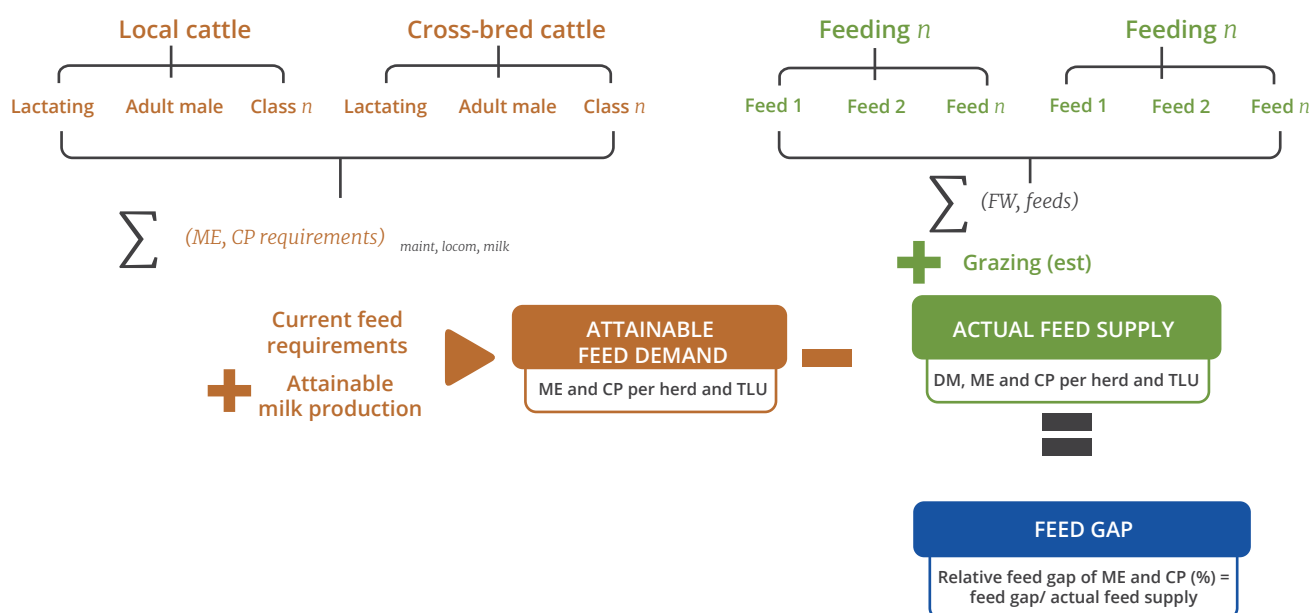 Local cattle
Cross-bred cattle
Feeding n
Feeding n
Lactating
Adult male
Class n
Lactating
Adult male
Class n
Feed 1
Feed 2
Feed n
Feed 1
Feed 2
Feed n
∑ (ME, CP requirements) maint, locom, milk
∑ (FW, feeds)
+ Grazing (est)
Current feed
requirements
+ Attainable
milk production
ATTAINABLE
FEED DEMAND
ME and CP per herd and TLU
−
ACTUAL FEED SUPPLY
DM, ME and CP per herd and TLU
=
FEED GAP
Relative feed gap of ME and CP (%) =
feed gap/ actual feed supply